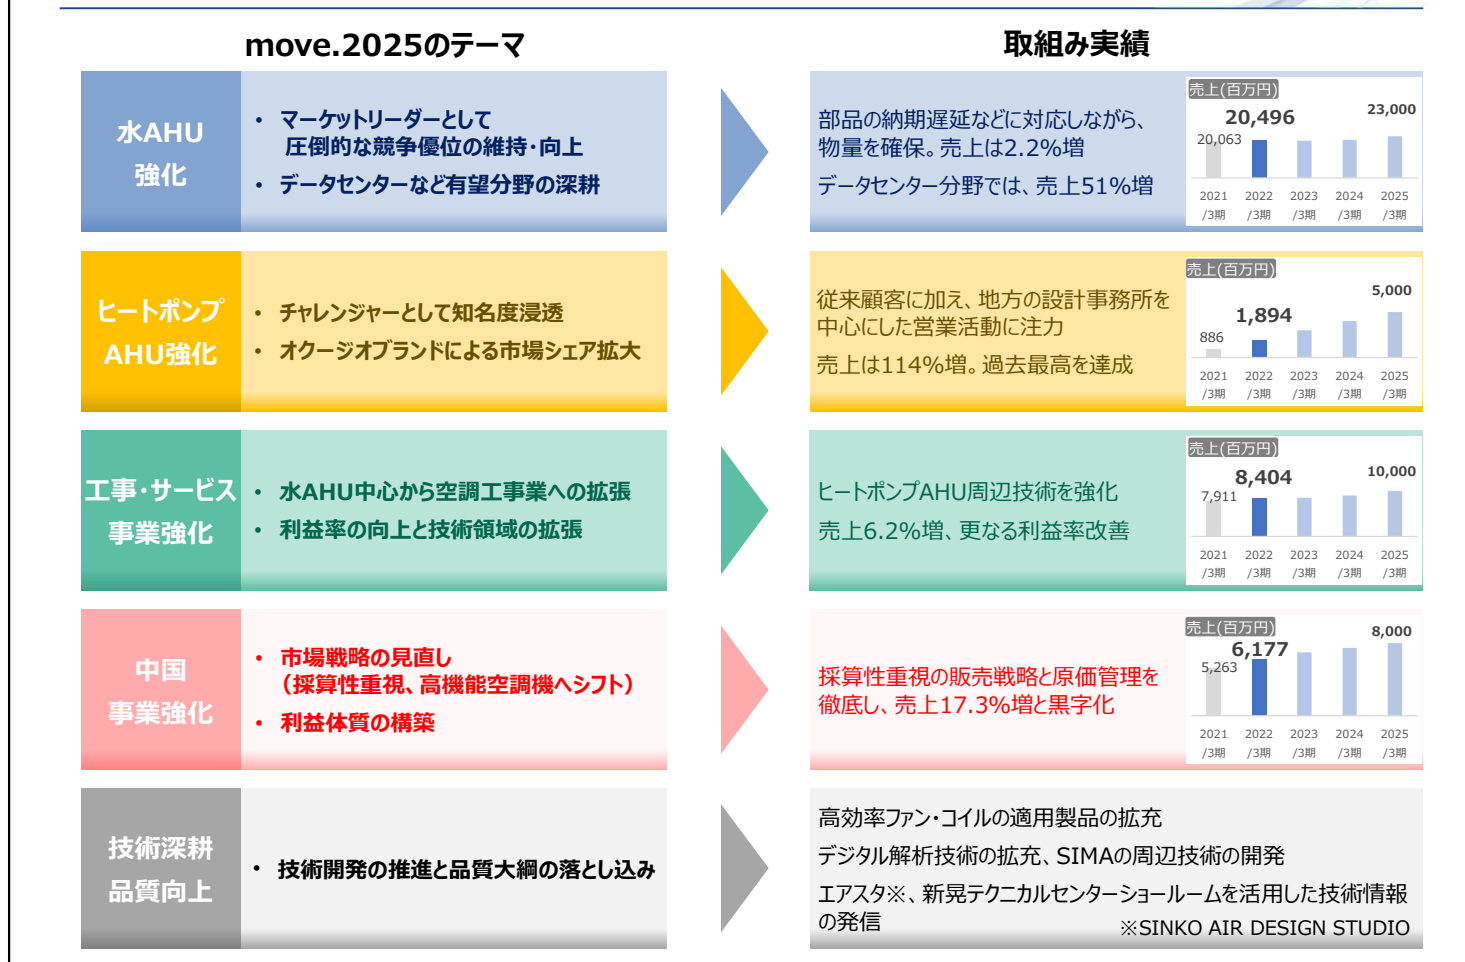 move.2025のテーマ
取組み実績
水AHU
強化
・ マーケットリーダーとして
圧倒的な競争優位の維持・向上
・ データセンターなど有望分野の深耕
部品の納期遅延などに対応しながら、
物量を確保。売上は2.2%増
データセンター分野では、売上51%増
売上(百万円)
20,063
20,496
23,000
2021 2022 2023 2024 2025
/3期 /3期 /3期 /3期 /3期
ヒートポンプ
AHU強化
・ チャレンジャーとして知名度浸透
・ オクージオブランドによる市場シェア拡大
従来顧客に加え、地方の設計事務所を
中心にした営業活動に注力
売上は114%増。過去最高を達成
売上(百万円)
886
1,894
5,000
2021 2022 2023 2024 2025
/3期 /3期 /3期 /3期 /3期
工事・サービス
事業強化
・ 水AHU中心から空調工事業への拡張
・ 利益率の向上と技術領域の拡張
ヒートポンプAHU周辺技術を強化
売上6.2%増、更なる利益率改善
売上(百万円)
7,911
8,404
10,000
2021 2022 2023 2024 2025
/3期 /3期 /3期 /3期 /3期
中国
事業強化
・ 市場戦略の見直し
（採算性重視、高機能空調機へシフト）
・ 利益体質の構築
採算性重視の販売戦略と原価管理を
徹底し、売上17.3%増と黒字化
売上(百万円)
5,263
6,177
8,000
2021 2022 2023 2024 2025
/3期 /3期 /3期 /3期 /3期
技術深耕
品質向上
・ 技術開発の推進と品質大綱の落とし込み
高効率ファン・コイルの適用製品の拡充
デジタル解析技術の拡充、SIMAの周辺技術の開発
エアスタ※、新晃テクニカルセンターショールームを活用した技術情報
の発信
※SINKO AIR DESIGN STUDIO